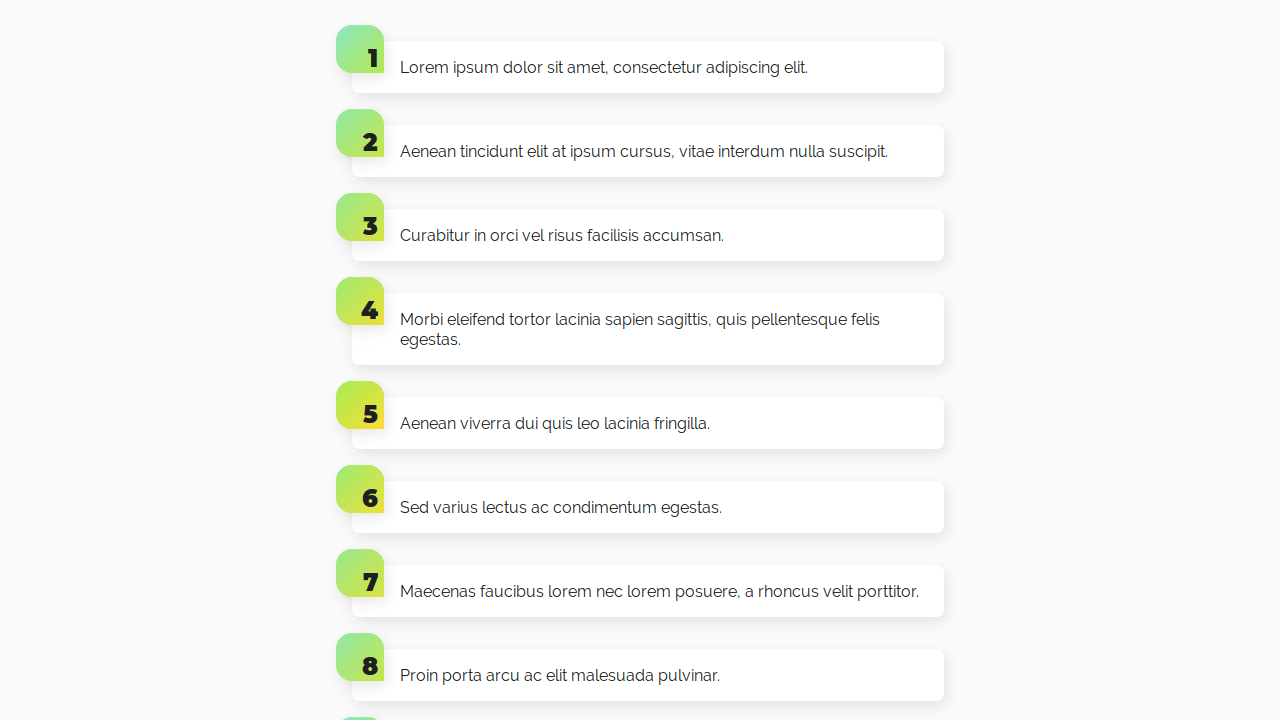 1
Lorem ipsum dolor sit amet, consectetur adipiscing elit.
2
Aenean tincidunt elit at ipsum cursus, vitae interdum nulla suscipit.
3
Curabitur in orci vel risus facilisis accumsan.
4
Morbi eleifend tortor lacinia sapien sagittis, quis pellentesque felis
egestas.
5
Aenean viverra dui quis leo lacinia fringilla.
6
Sed varius lectus ac condimentum egestas.
7
Maecenas faucibus lorem nec lorem posuere, a rhoncus velit porttitor.
8
Proin porta arcu ac elit malesuada pulvinar.